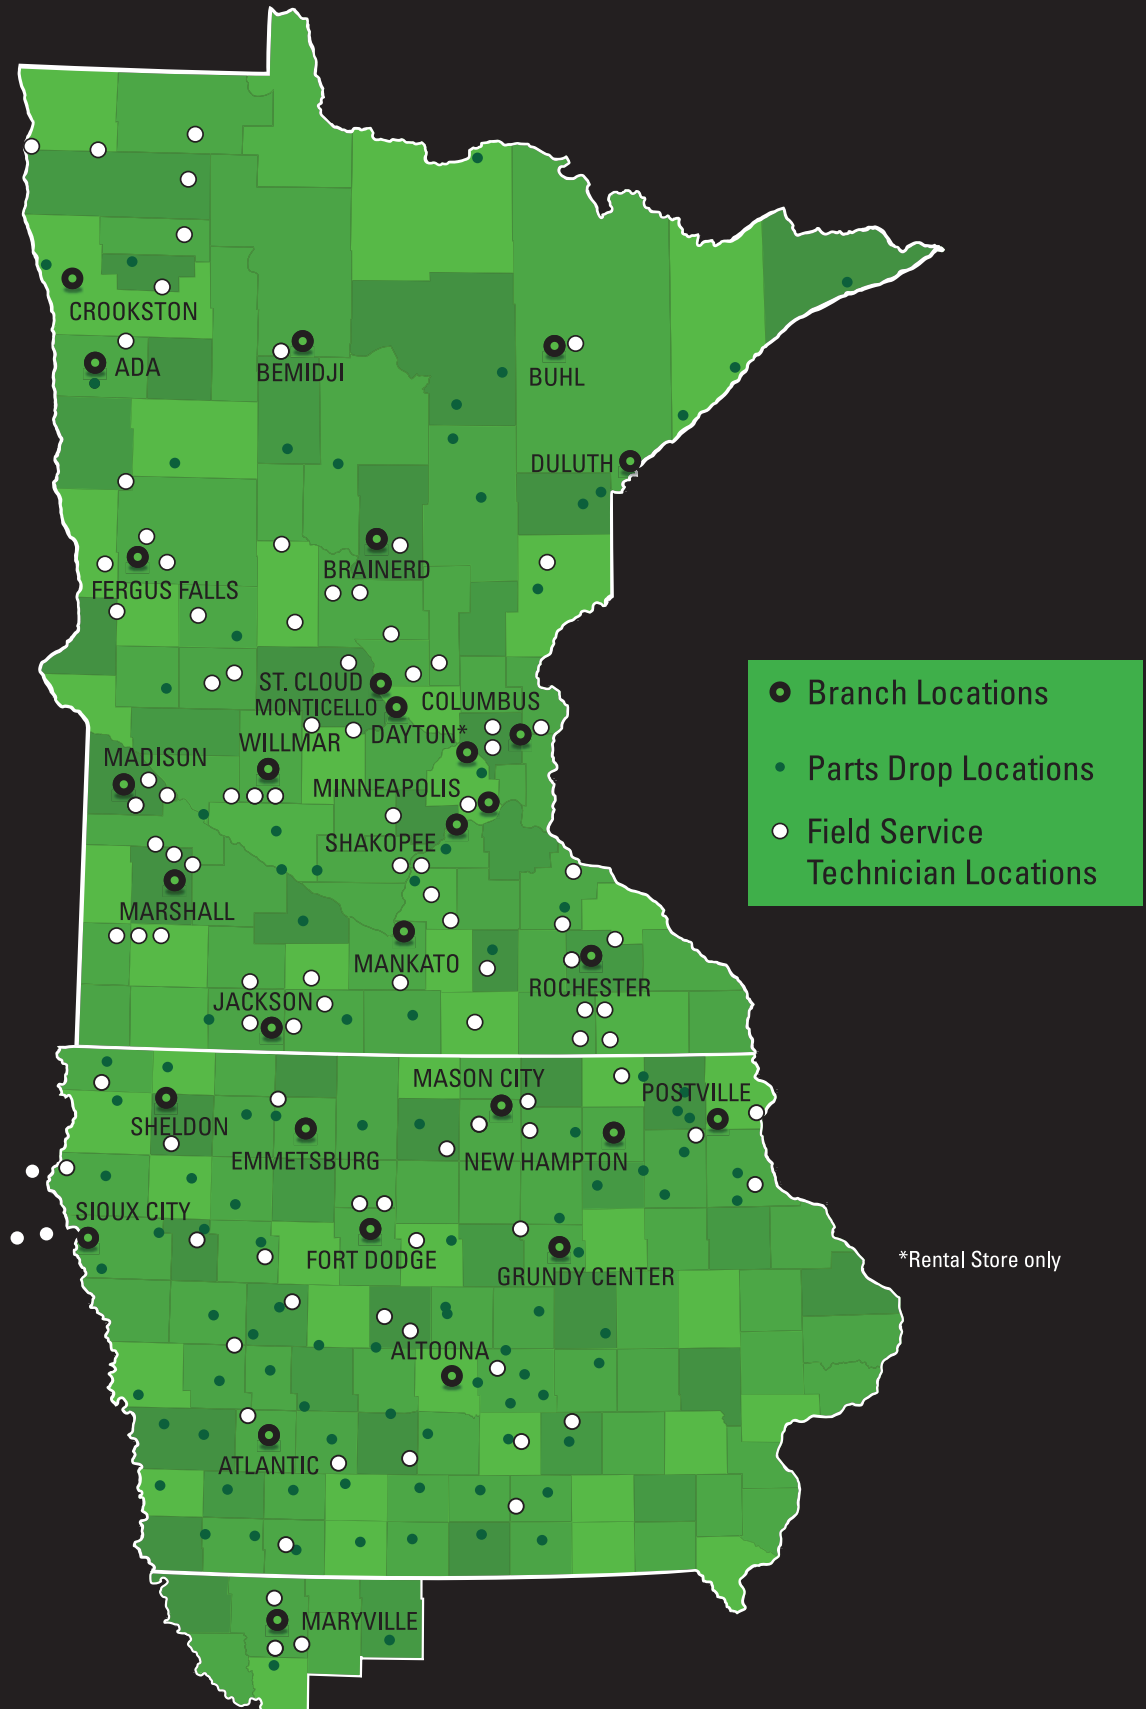 CROOKSTON
ADA
BEMIDJI
BUHL
DULUTH
BRAINERD
FERGUS FALLS
ST. CLOUD
MONTICELLO
COLUMBUS
DAYTON*
WILLMAR
MADISON
MINNEAPOLIS
SHAKOPEE
MARSHALL
MANKATO
ROCHESTER
JACKSON
Branch Locations
Parts Drop Locations
Field Service
Technician Locations
MASON CITY
POSTVILLE
SHELDON
EMMETSBURG
NEW HAMPTON
SIOUX CITY
FORT DODGE
GRUNDY CENTER
*Rental Store only
ALTOONA
ATLANTIC
MARYVILLE